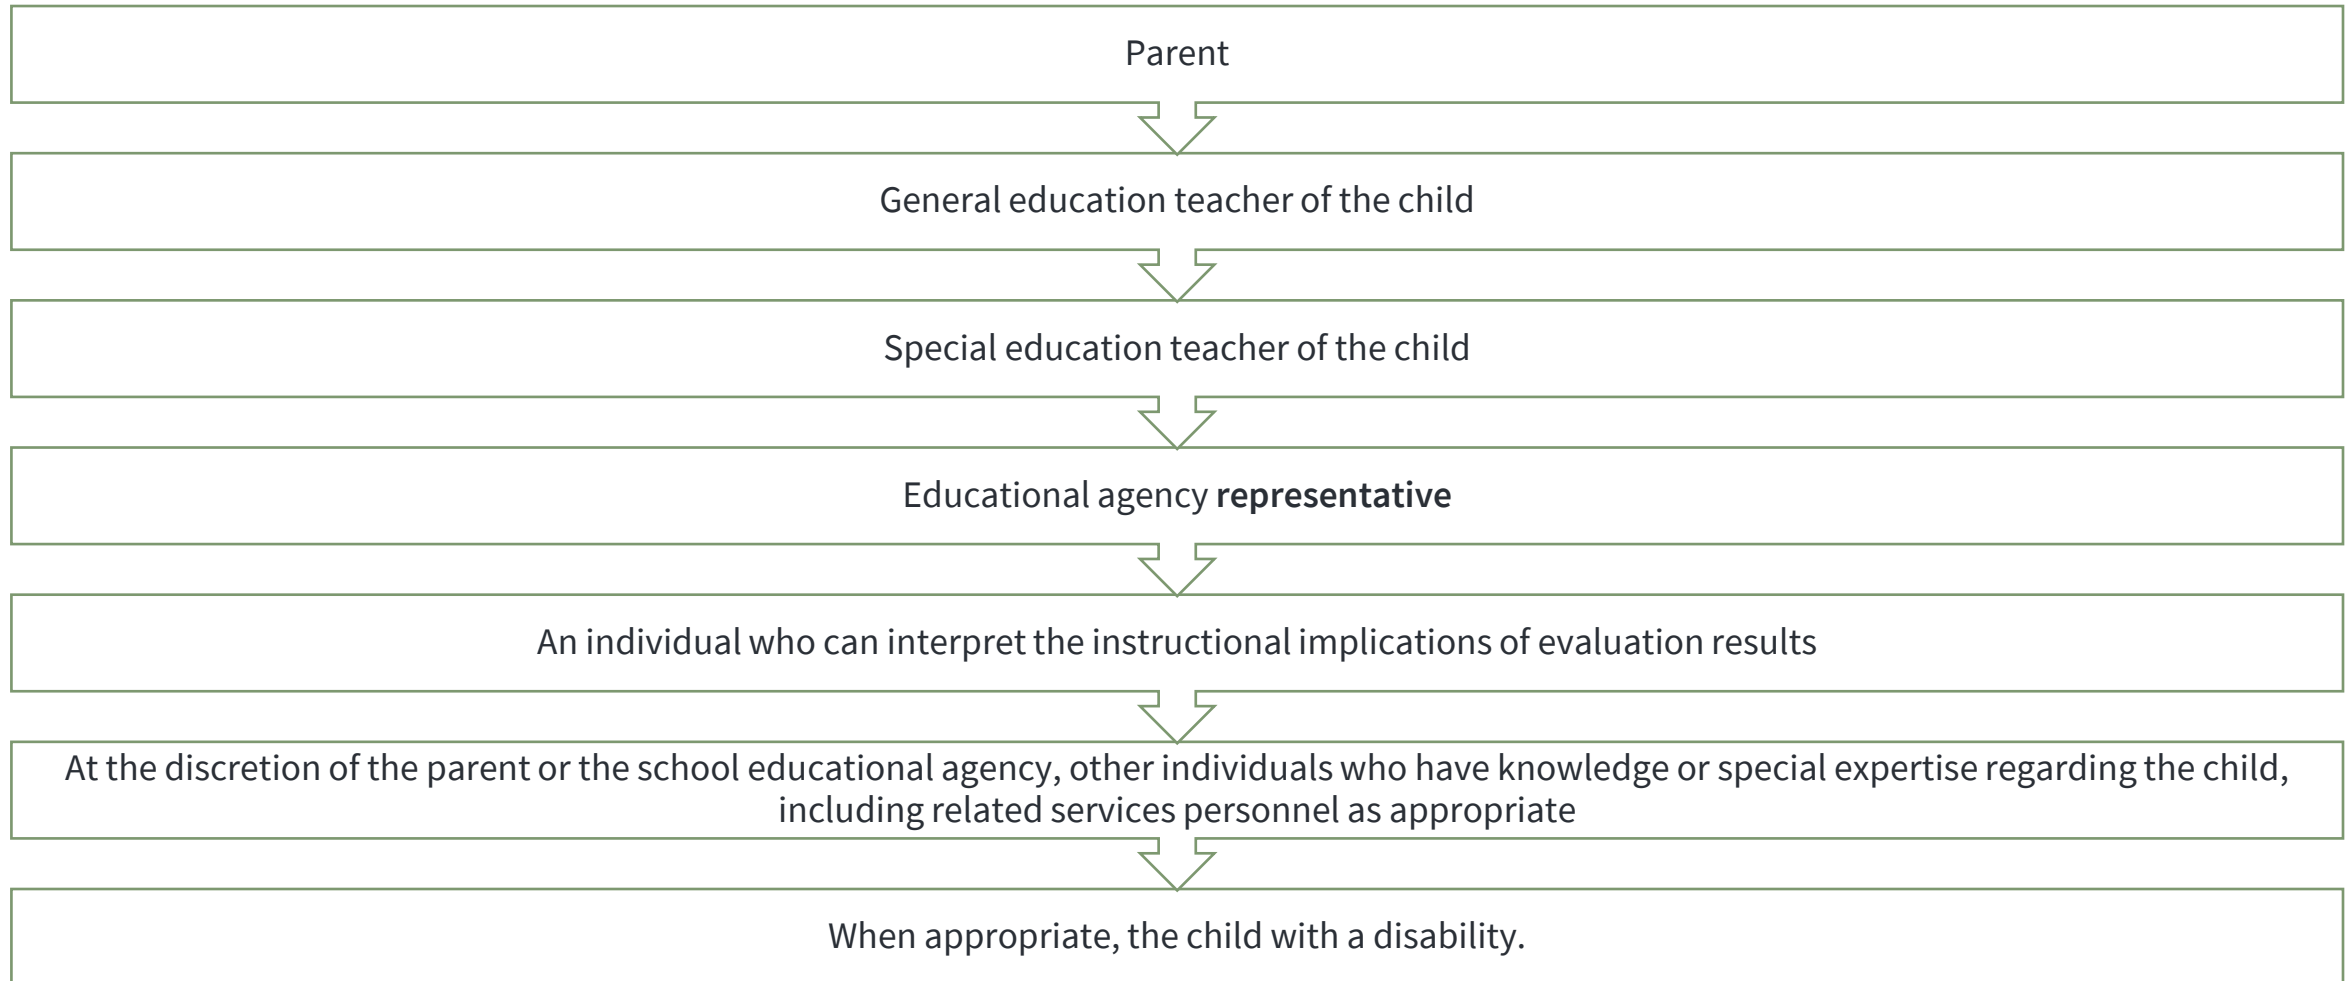 Parent
General education teacher of the child
Special education teacher of the child
Educational agency representative
An individual who can interpret the instructional implications of evaluation results
At the discretion of the parent or the school educational agency, other individuals who have knowledge or special expertise regarding the child,
including related services personnel as appropriate
When appropriate, the child with a disability.